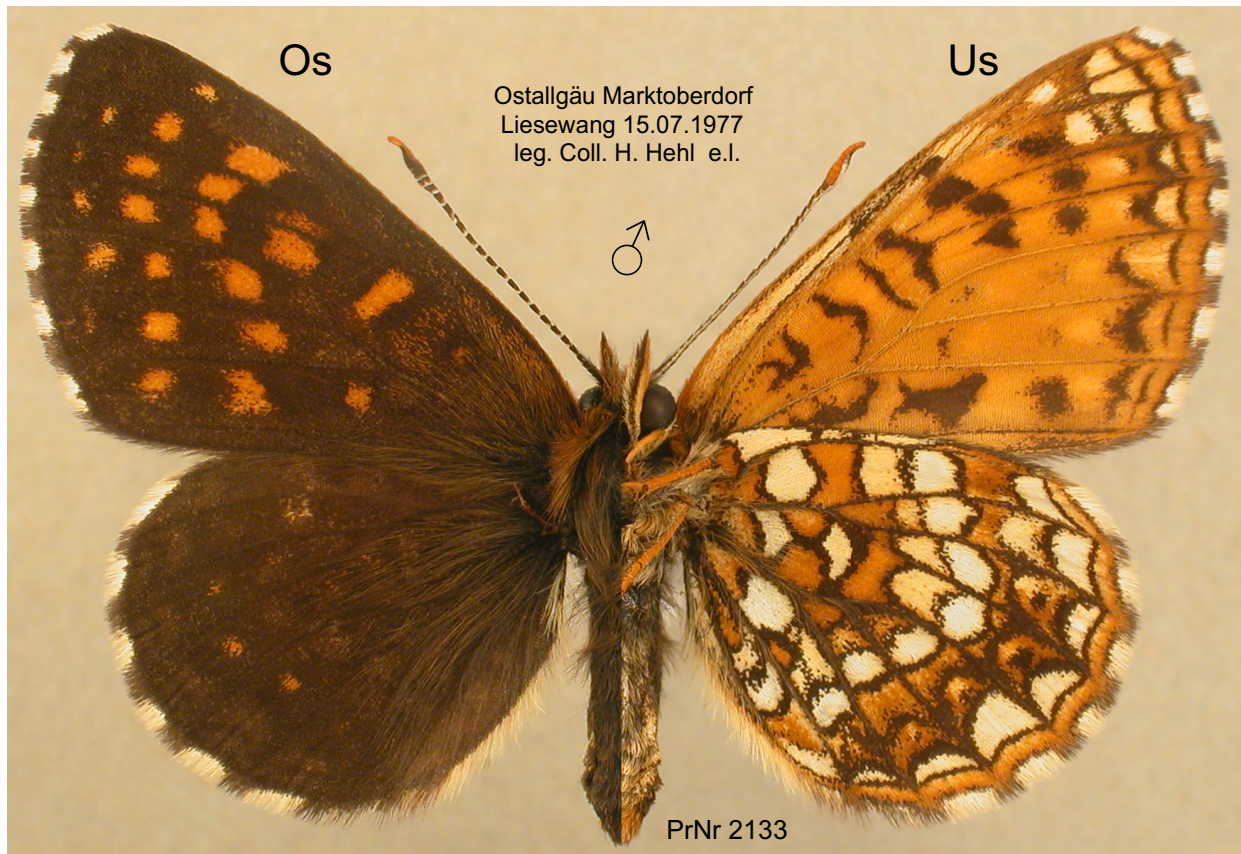 Os
Us
Ostallgäu Marktoberdorf
Liesewang 15.07.1977
leg. Coll. H. Hehl e.l.
PrNr 2133